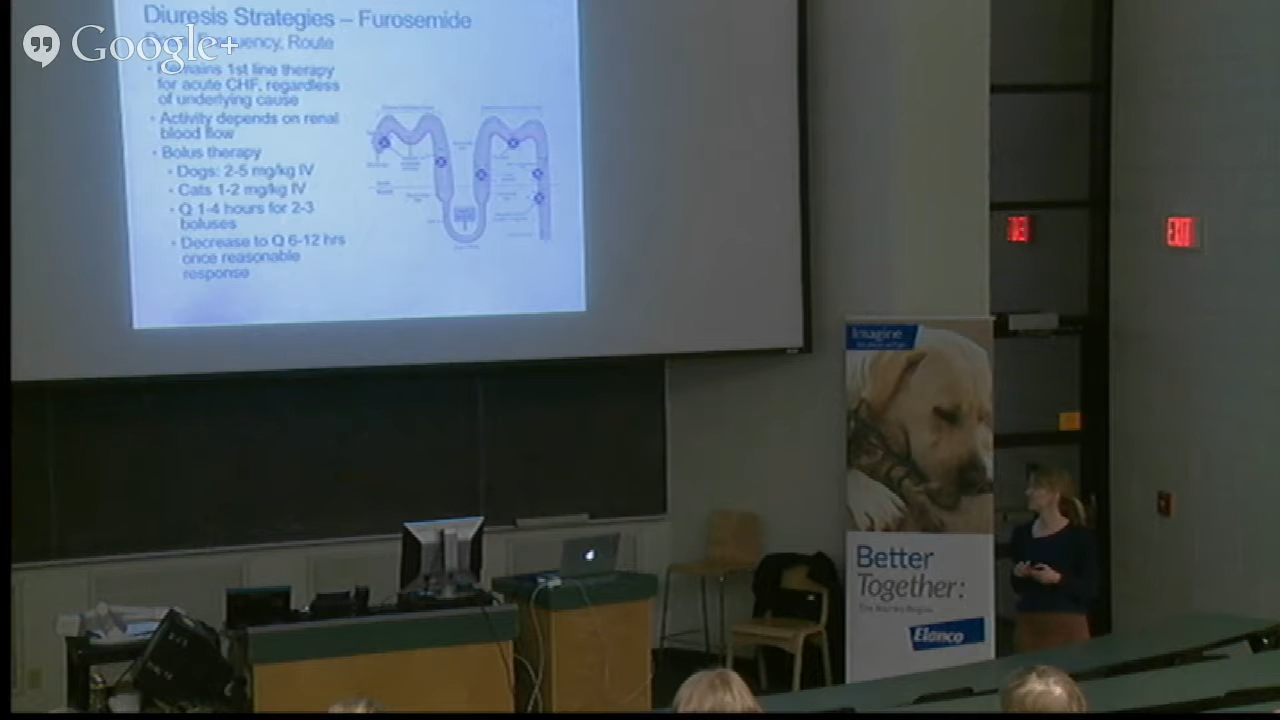 Diuresis Strategies – Furosemide
Google+
Frequency, Route
Remains 1st line therapy
for acute CHF, regardless
of underlying cause
Activity depends on renal
blood flow
Bolus therapy
Dogs: 2-5 mg/kg IV
Cats 1-2 mg/kg IV
Q 1-4 hours for 2-3
boluses
Decrease to Q 6-12 hrs
once reasonable
response
EXIT
Imagine
Better
Together:
Elanco